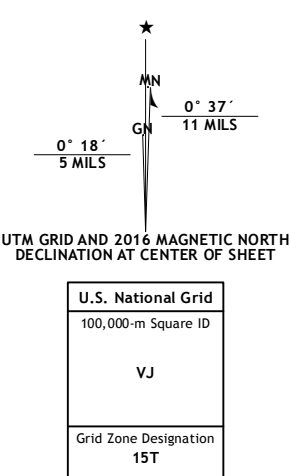 MN
0° 37´
11 MILS
GN
0° 18´
5 MILS
UTM GRID AND 2016 MAGNETIC NORTH
DECLINATION AT CENTER OF SHEET
U.S. National Grid
100,000-m Square ID
VJ
Grid Zone Designation
15T